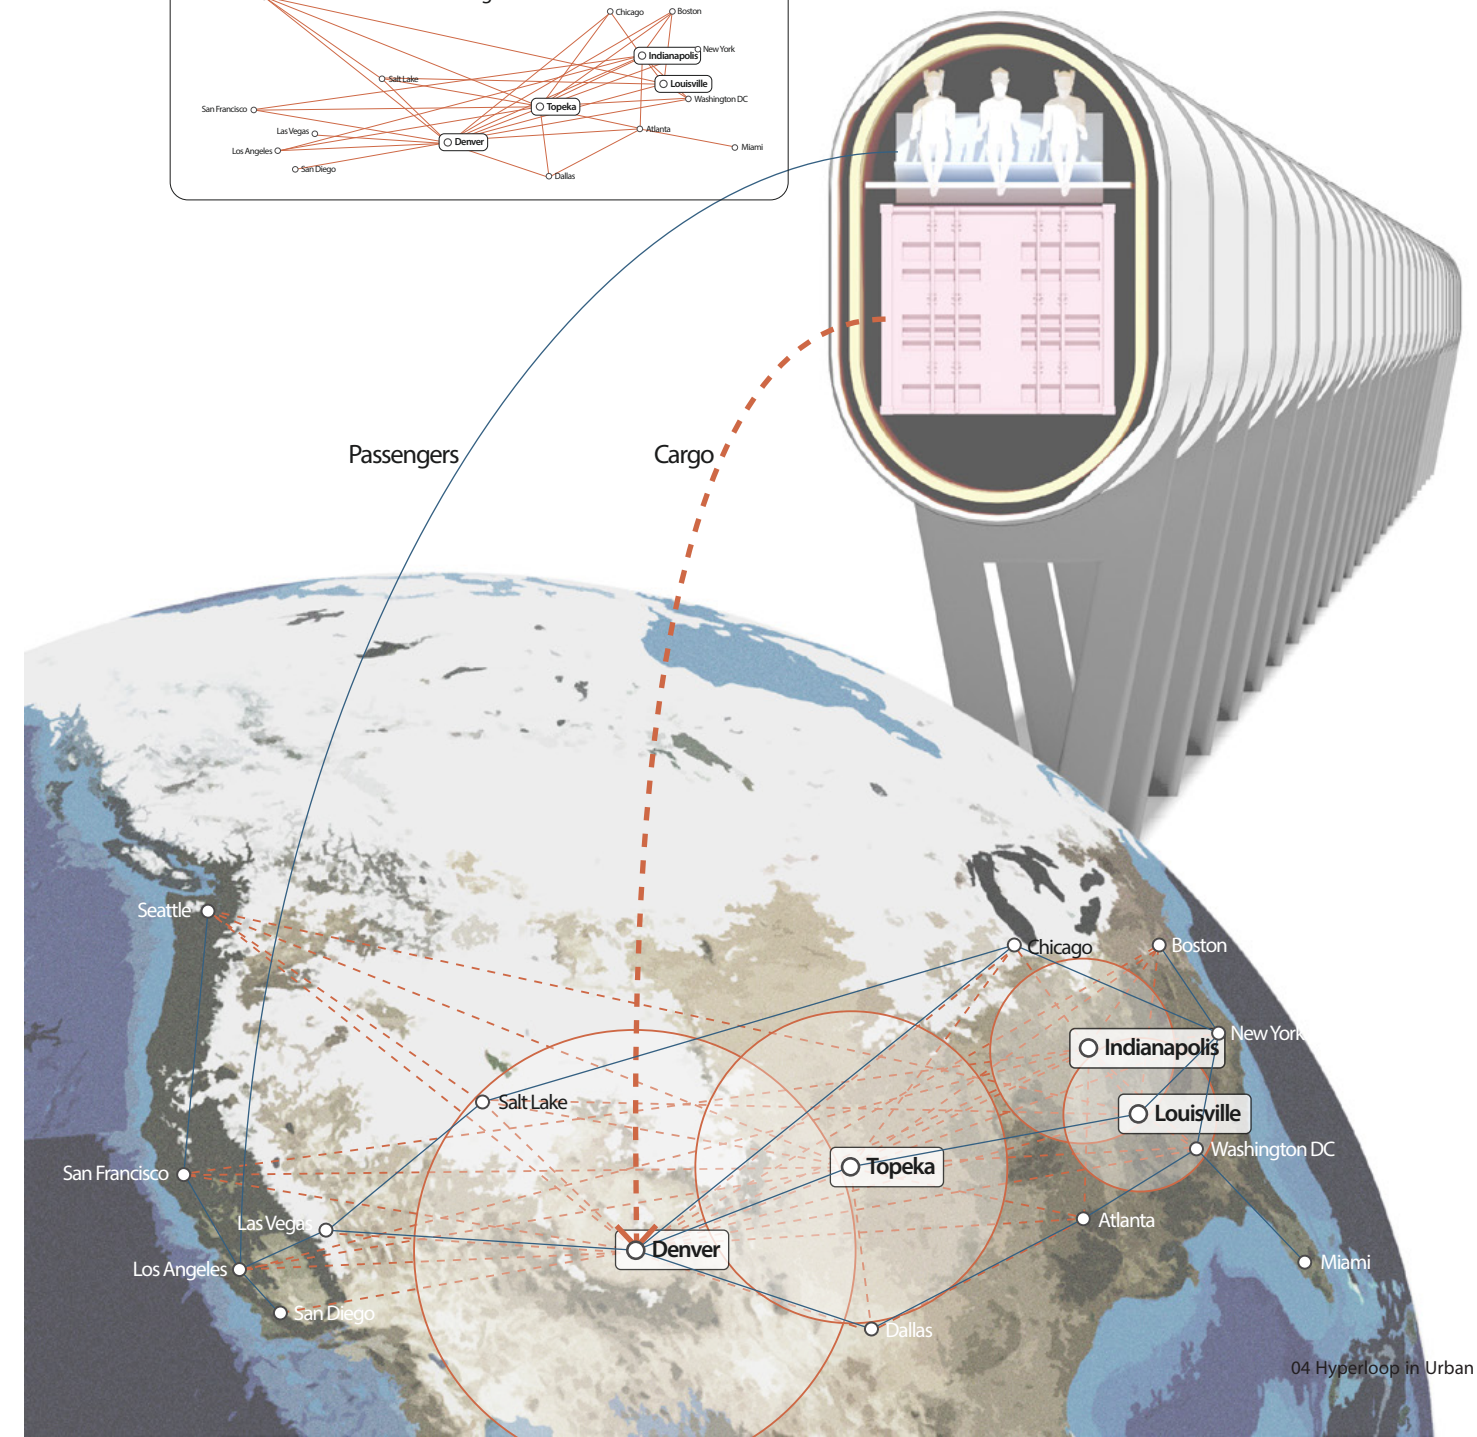 Chicago
Boston
New York
Indianapolis
Salt Lake
Louisville
Washington DC
Topeka
San Francisco
Las Vegas
Atlanta
Denver
Miami
Los Angeles
San Diego
Dallas
Passengers
Cargo
Seattle
Chicago
Boston
New York
Indianapolis
Salt Lake
Louisville
Washington DC
Topeka
San Francisco
Las Vegas
Atlanta
Denver
Los Angeles
Miami
San Diego
Dallas
04 Hyperloop in Urban